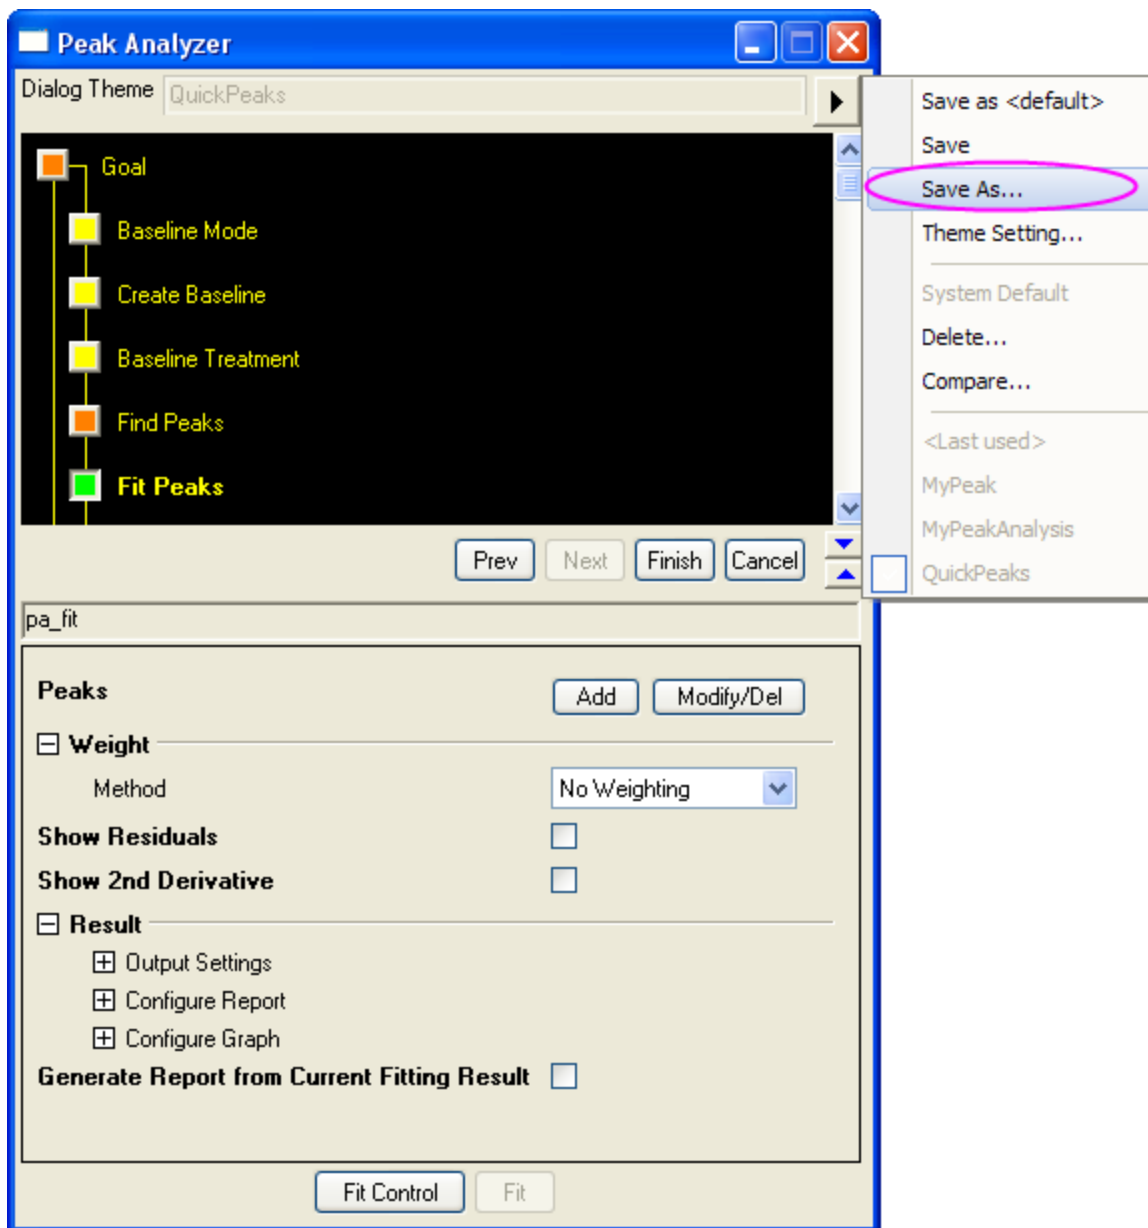 Peak Analyzer
Dialog Theme QuickPeaks
Goal
Baseline Mode
Create Baseline
Baseline Treatment
Find Peaks
Fit Peaks
Prev Next Finish Cancel
pa_fit
Peaks Add Modify/Del
Weight
Method No Weighting
Show Residuals
Show 2nd Derivative
Result
Output Settings
Configure Report
Configure Graph
Generate Report from Current Fitting Result
Fit Control Fit
Save as <default>
Save
Save As...
Theme Setting...
System Default
Delete...
Compare...
<Last used>
MyPeak
MyPeakAnalysis
QuickPeaks